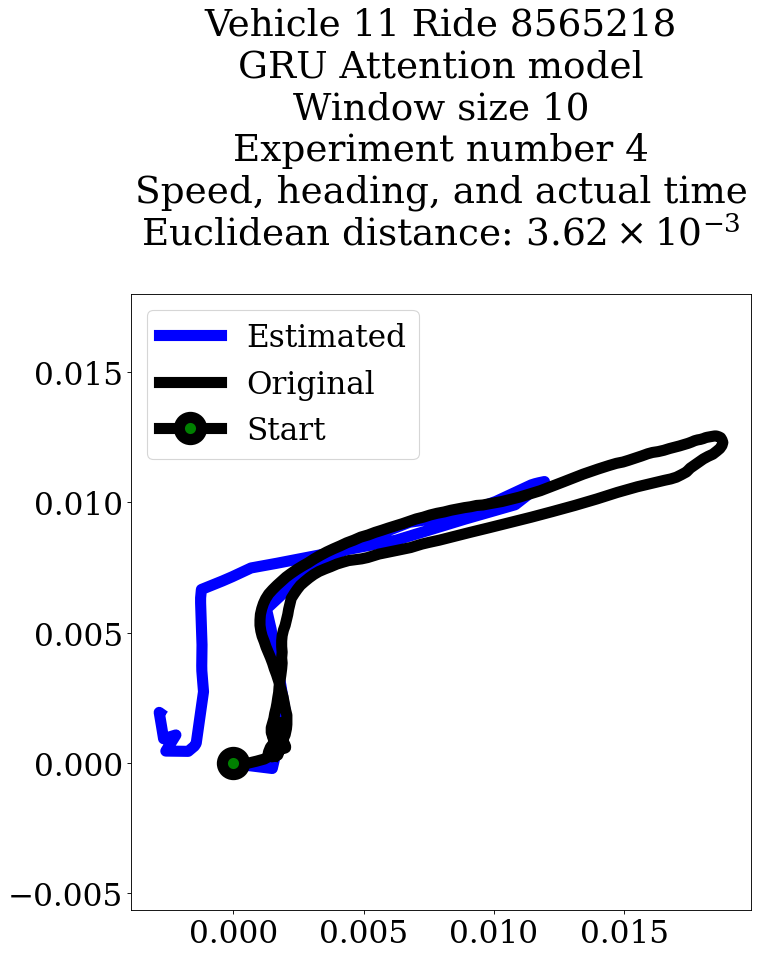 Vehicle 11 Ride 8565218
GRU Attention model
Window size 10
Experiment number 4
Speed, heading, and actual time
Euclidean distance: 3.62 × 10⁻³
Estimated
Original
Start
0.015
0.010
0.005
0.000
−0.005
0.000 0.005 0.010 0.015